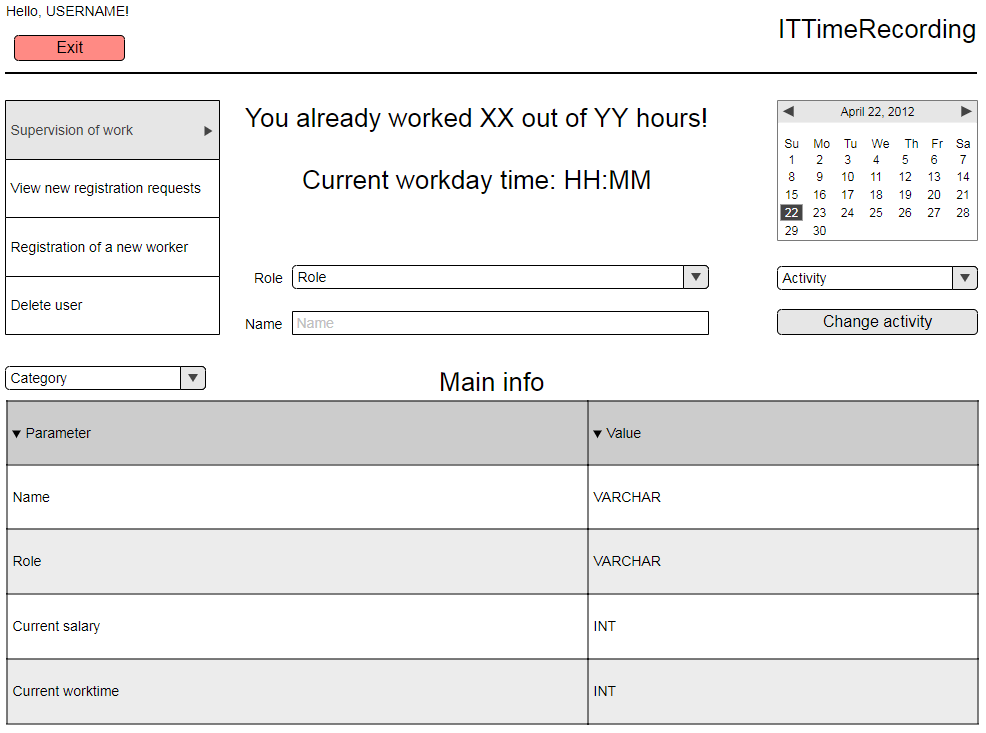 Hello, USERNAME!
Exit
ITTimeRecording
Supervision of work
View new registration requests
Registration of a new worker
Delete user
You already worked XX out of YY hours!
Current workday time: HH:MM
Role Role
Name Name
April 22, 2012
Su Mo Tu We Th Fr Sa
1 2 3 4 5 6 7
8 9 10 11 12 13 14
15 16 17 18 19 20 21
22 23 24 25 26 27 28
29 30
Activity
Change activity
Category
Main info
Parameter Value
Name VARCHAR
Role VARCHAR
Current salary INT
Current worktime INT